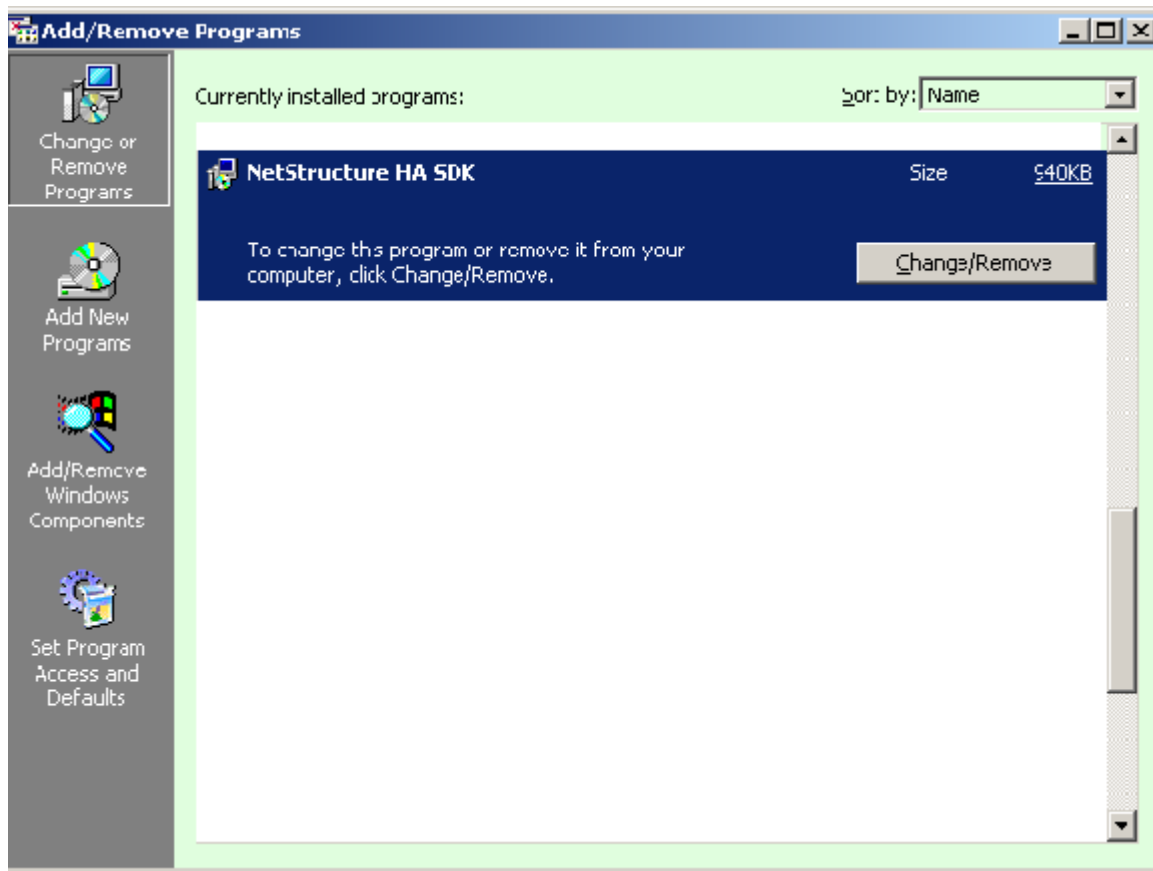 Add/Remove Programs
Change or
Remove
Programs
Add New
Programs
Add/Remove
Windows
Components
Set Program
Access and
Defaults
Currently installed programs:
Sort by: Name
NetStructure HA SDK
Size 940KB
To change this program or remove it from your
computer, click Change/Remove.
Change/Remove